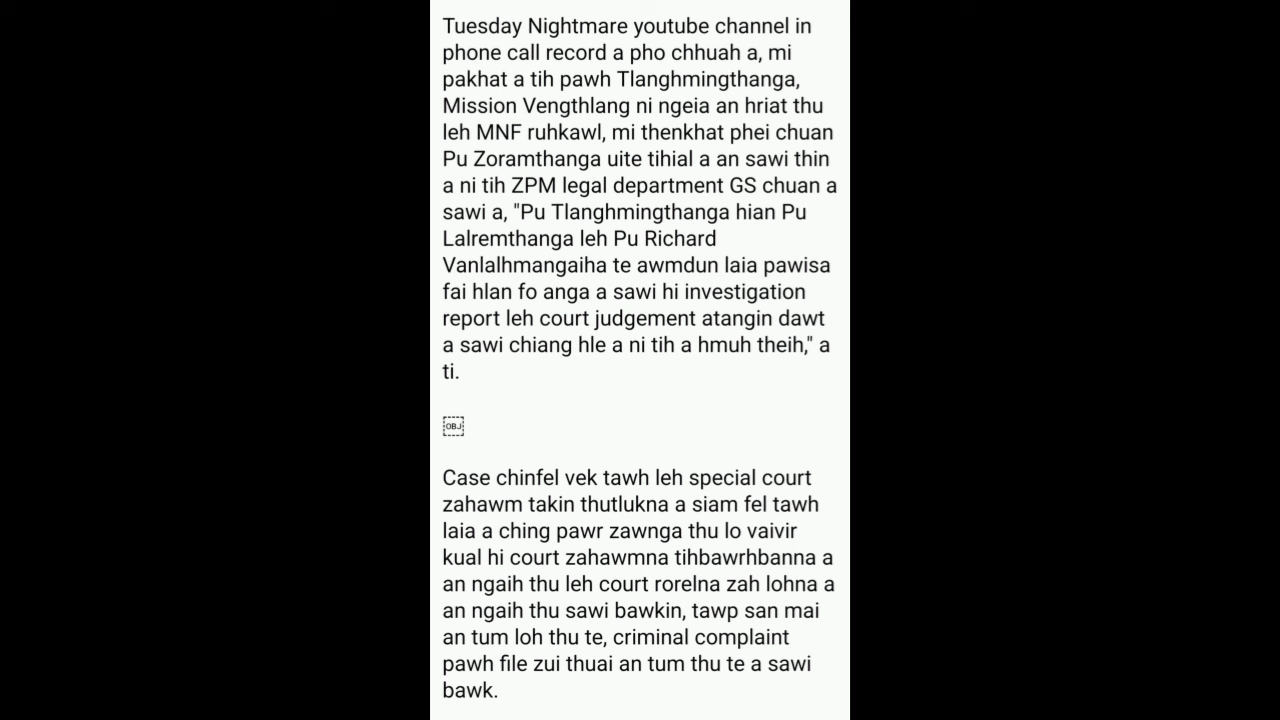 Tuesday Nightmare youtube channel in
phone call record a pho chhuah a, mi
pakhat a tih pawh Tlanghmingthanga,
Mission Vengthlang ni ngeia an hriat thu
leh MNF ruhkawl, mi thenkhat phei chuan
Pu Zoramthanga uite tihial a an sawi thin
a ni tih ZPM legal department GS chuan a
sawi a, "Pu Tlanghmingthanga hian Pu
Lalremthanga leh Pu Richard
Vanlalhmangaiha te awmdun laia pawisa
fai hlan fo anga a sawi hi investigation
report leh court judgement atangin dawt
a sawi chiang hle a ni tih a hmuh theih," a
ti.
OBJ
Case chinfel vek tawh leh special court
zahawm takin thutlukna a siam fel tawh
laia a ching pawr zawnga thu lo vaivir
kual hi court zahawmna tihbawrhbanna a
an ngaih thu leh court rorelna zah lohna a
an ngaih thu sawi bawkin, tawp san mai
an tum loh thu te, criminal complaint
pawh file zui thuai an tum thu te a sawi
bawk.